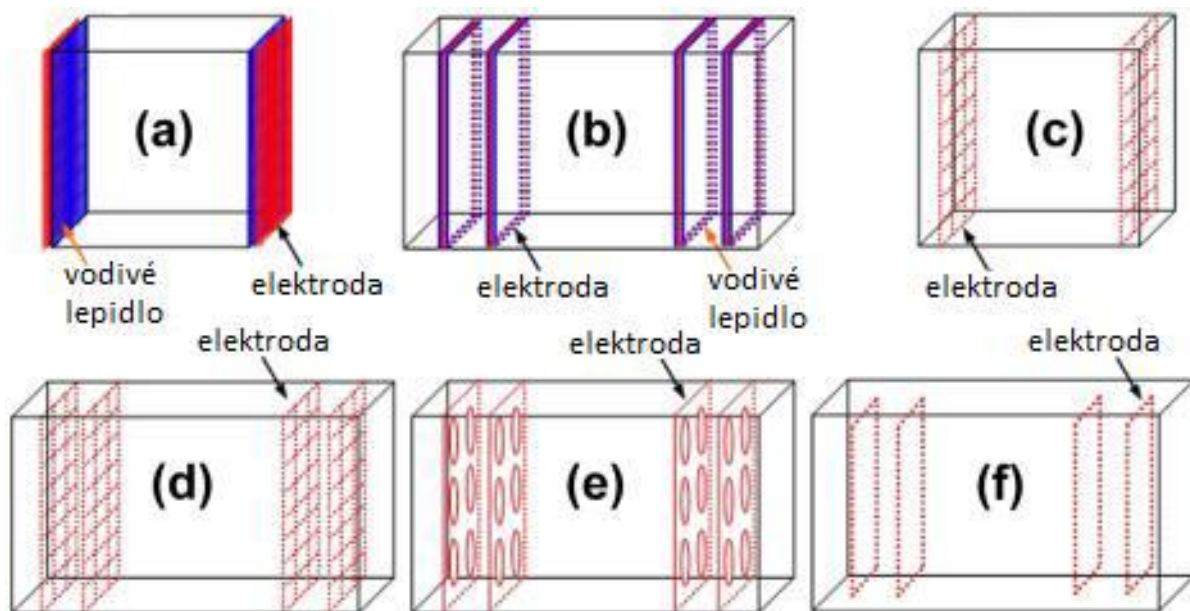 (a)
(b)
(c)
vodivé
lepidlo
elektroda
elektroda
vodivé
lepidlo
elektroda
elektroda
elektroda
elektroda
(d)
(e)
(f)